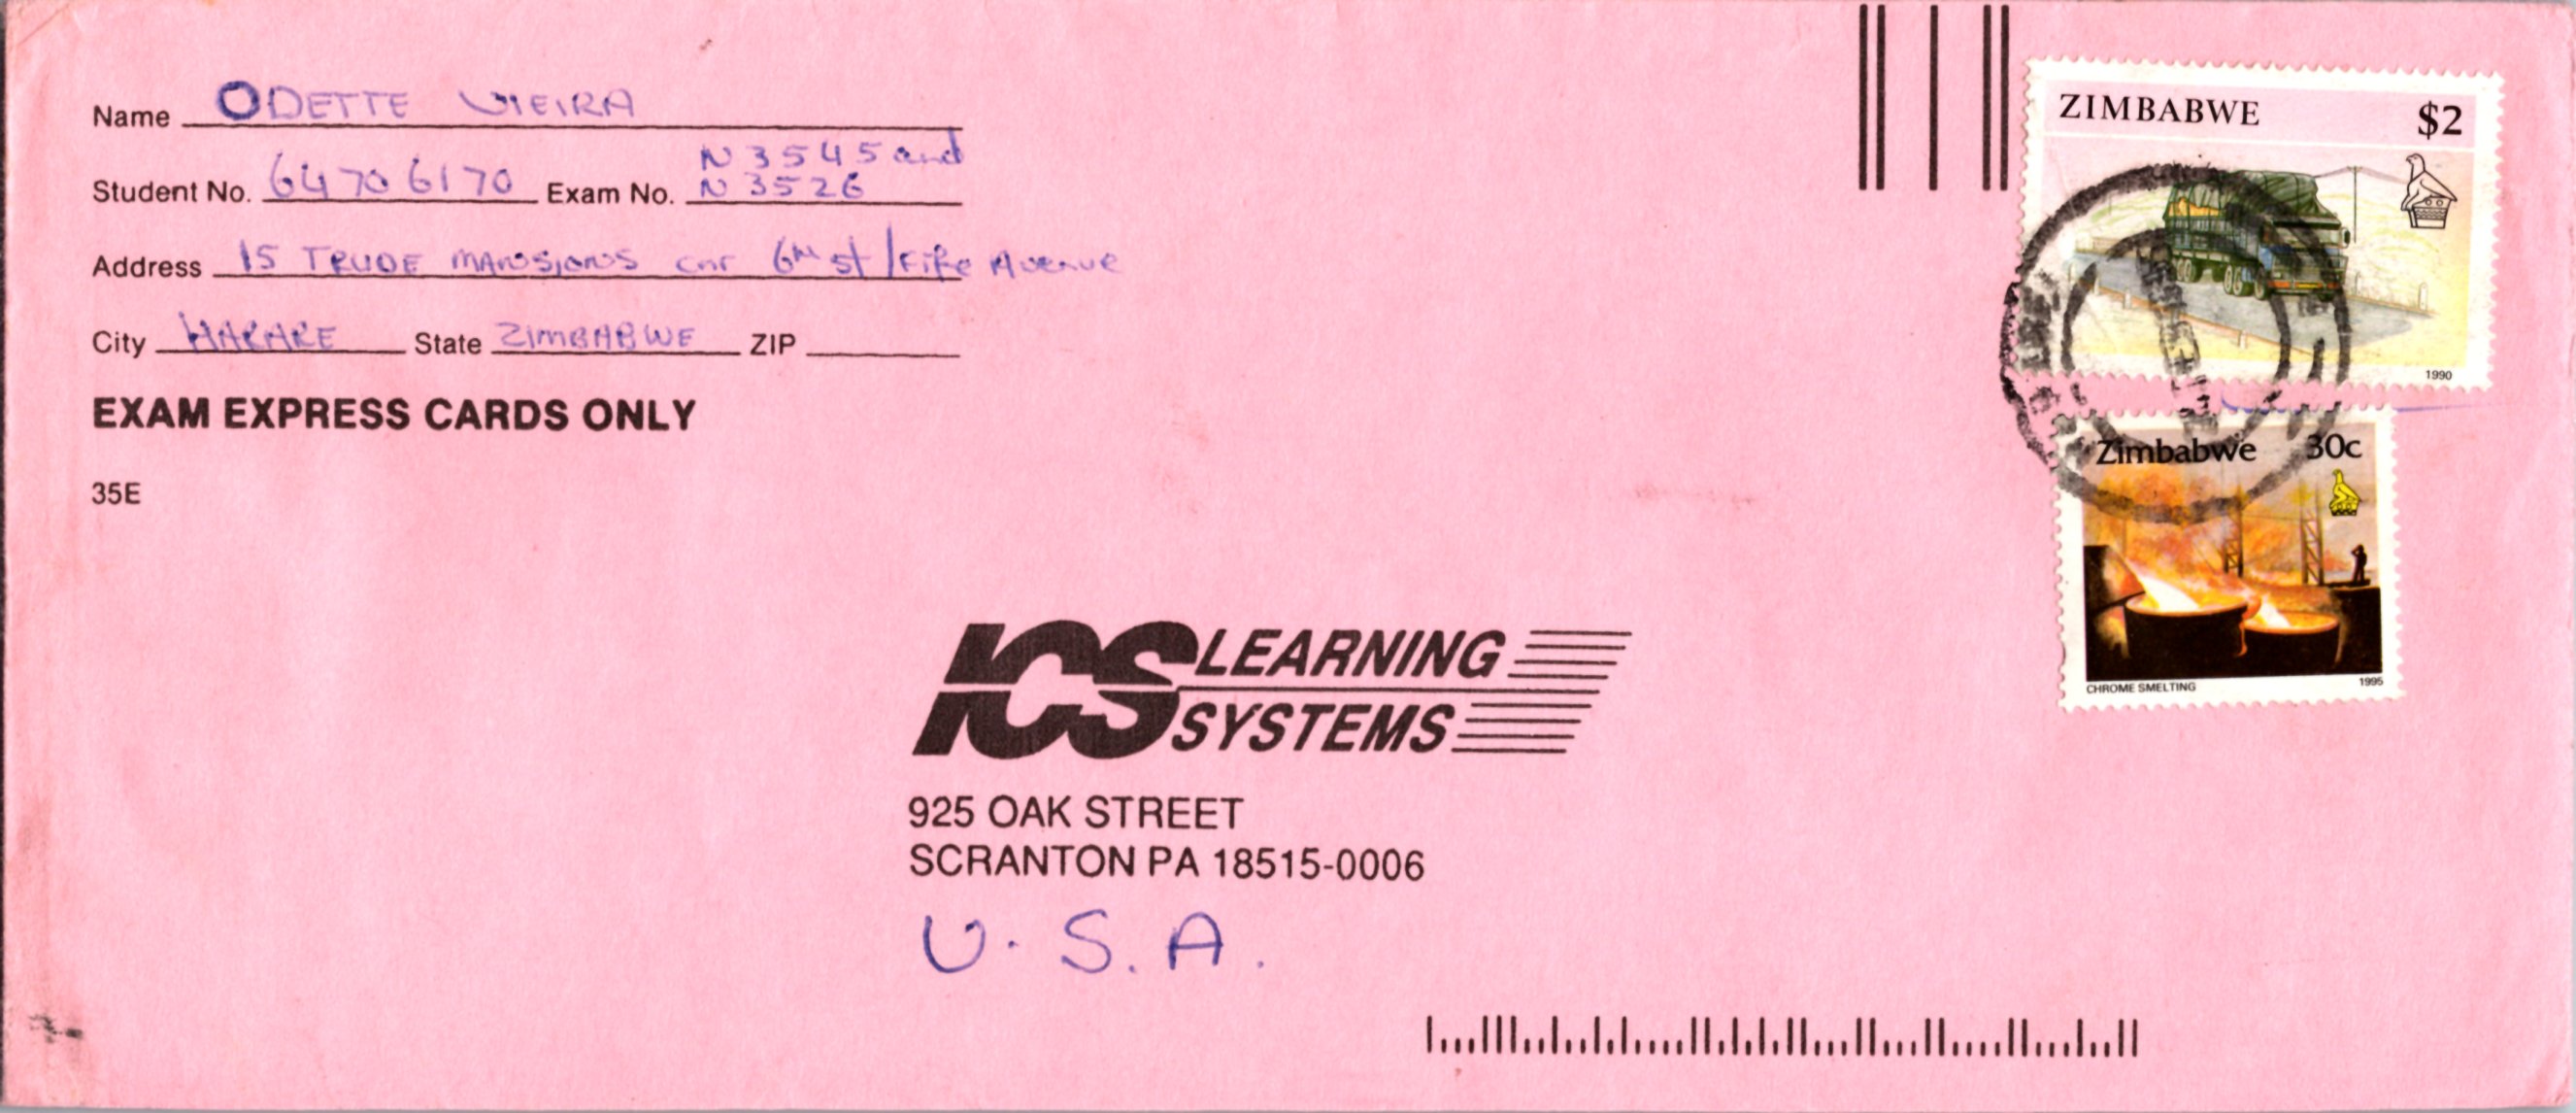 Name ODETTE VIEIRA
N 3545 and
Student No. 64706170 Exam No. N 3526
Address 15 TRUDE MANSIONS cnr 6th st / Fife Avenue
City HARARE State ZIMBABWE ZIP
EXAM EXPRESS CARDS ONLY
35E
ZIMBABWE $2
1990
Zimbabwe 30c
CHROME SMELTING 1995
ICS LEARNING
SYSTEMS
925 OAK STREET
SCRANTON PA 18515-0006
U.S.A.